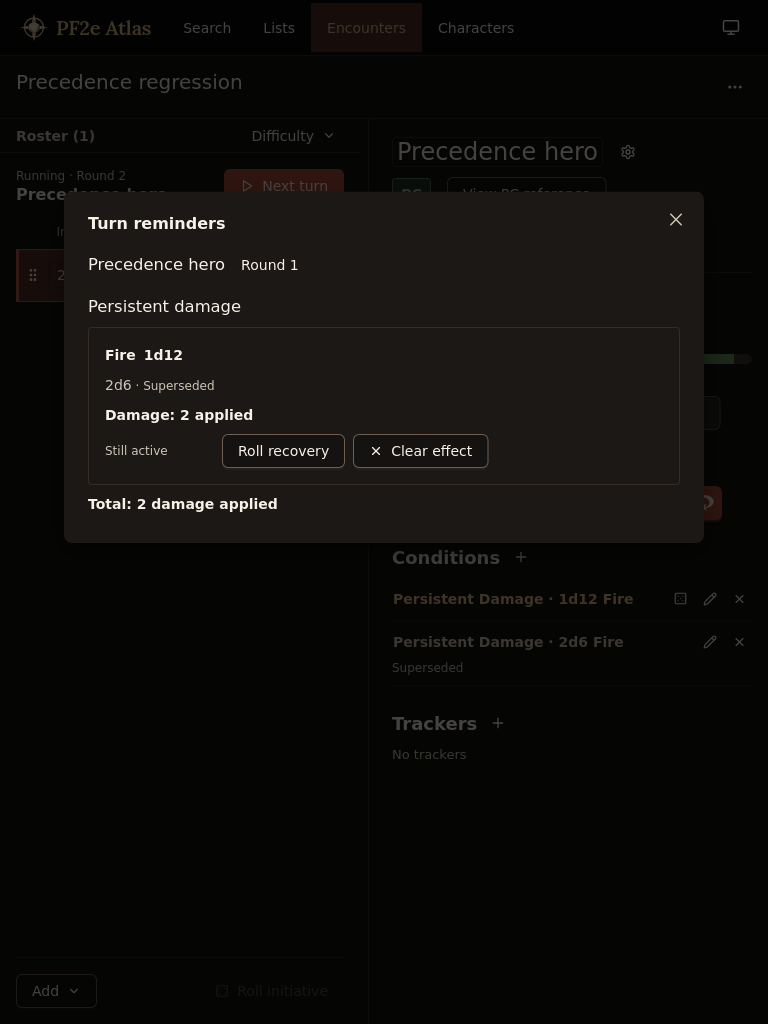 PF2e Atlas Search Lists Encounters Characters
Precedence regression
Roster (1) Difficulty
Precedence hero
Running · Round 2
Next turn
Turn reminders
Precedence hero Round 1
Persistent damage
Fire 1d12
2d6 · Superseded
Damage: 2 applied
Still active Roll recovery Clear effect
Total: 2 damage applied
Conditions
Persistent Damage · 1d12 Fire
Persistent Damage · 2d6 Fire
Superseded
Trackers
No trackers
Add Roll initiative